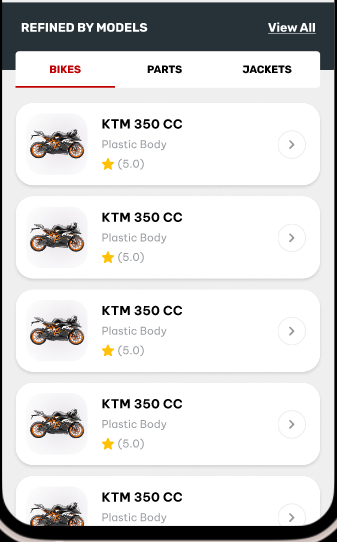 REFINED BY MODELS
View All
BIKES
PARTS
JACKETS
KTM 350 CC
Plastic Body
(5.0)
KTM 350 CC
Plastic Body
(5.0)
KTM 350 CC
Plastic Body
(5.0)
KTM 350 CC
Plastic Body
(5.0)
KTM 350 CC
Plastic Body